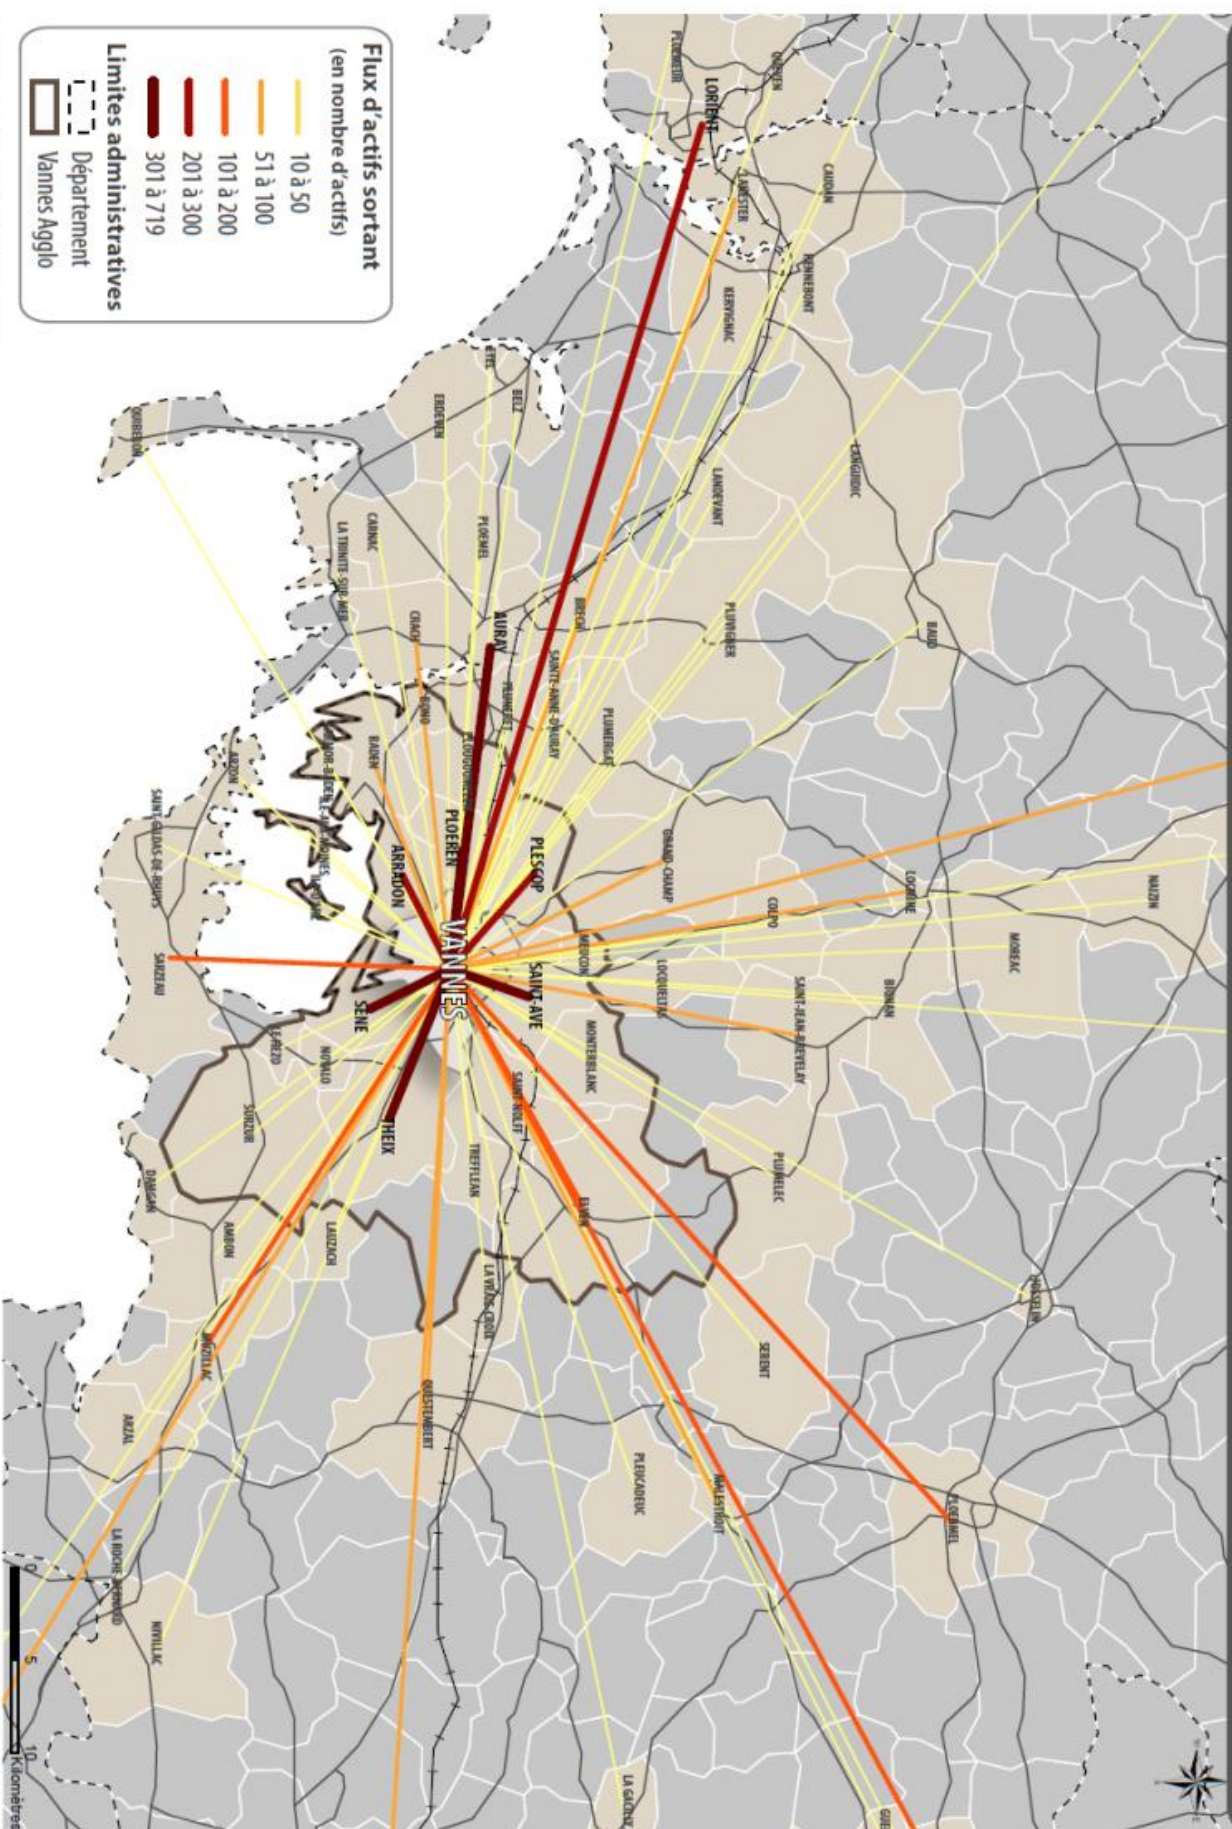 Flux d'actifs sortant
(en nombre d'actifs)
10 à 50
51 à 100
101 à 200
201 à 300
301 à 719
Limites administratives
Département
Vannes Agglo
PLOEMEUR
QUEVEN
LORIENT
CAUDAN
LANESTER
HENNEBONT
KERVIGNAC
ETEL
BELZ
ERDEVEN
QUIBERON
LANGUIDIC
LANDEVANT
PLOEMEL
CARNAC
LA TRINITE-SUR-MER
BRECH
PLUVIGNER
BAUD
CRACH
AURAY
SAINTE-ANNE-D'AURAY
PLUNERET
PLUMERGAT
BONO
BADEN
PLOUGOUMELEN
ARZON
SAINT-GILDAS-DE-RHUYS
PLOEREN
PLESCOP
ARRADON
GRAND-CHAMP
COLPO
LOCMINE
NAIZIN
MOREAC
VANNES
SAINT-AVE
MEUCON
LOCQUELTAS
SARZEAU
SENE
BIGNAN
SAINT-JEAN-BREVELAY
MONTERBLANC
LE HEZO
NOYALO
SURZUR
THEIX
SAINT-NOLFF
TREFFLEAN
ELVEN
PLUMELEC
DAMGAN
AMBON
LAUZACH
LA VRAIE-CROIX
JOSSELIN
SERENT
MUZILLAC
ARZAL
QUESTEMBERT
PLEUCADEUC
MALESTROIT
PLOERMEL
LA ROCHE-BERNARD
NIVILLAC
LA GACILLY
GUER
0
5
10
Kilomètres